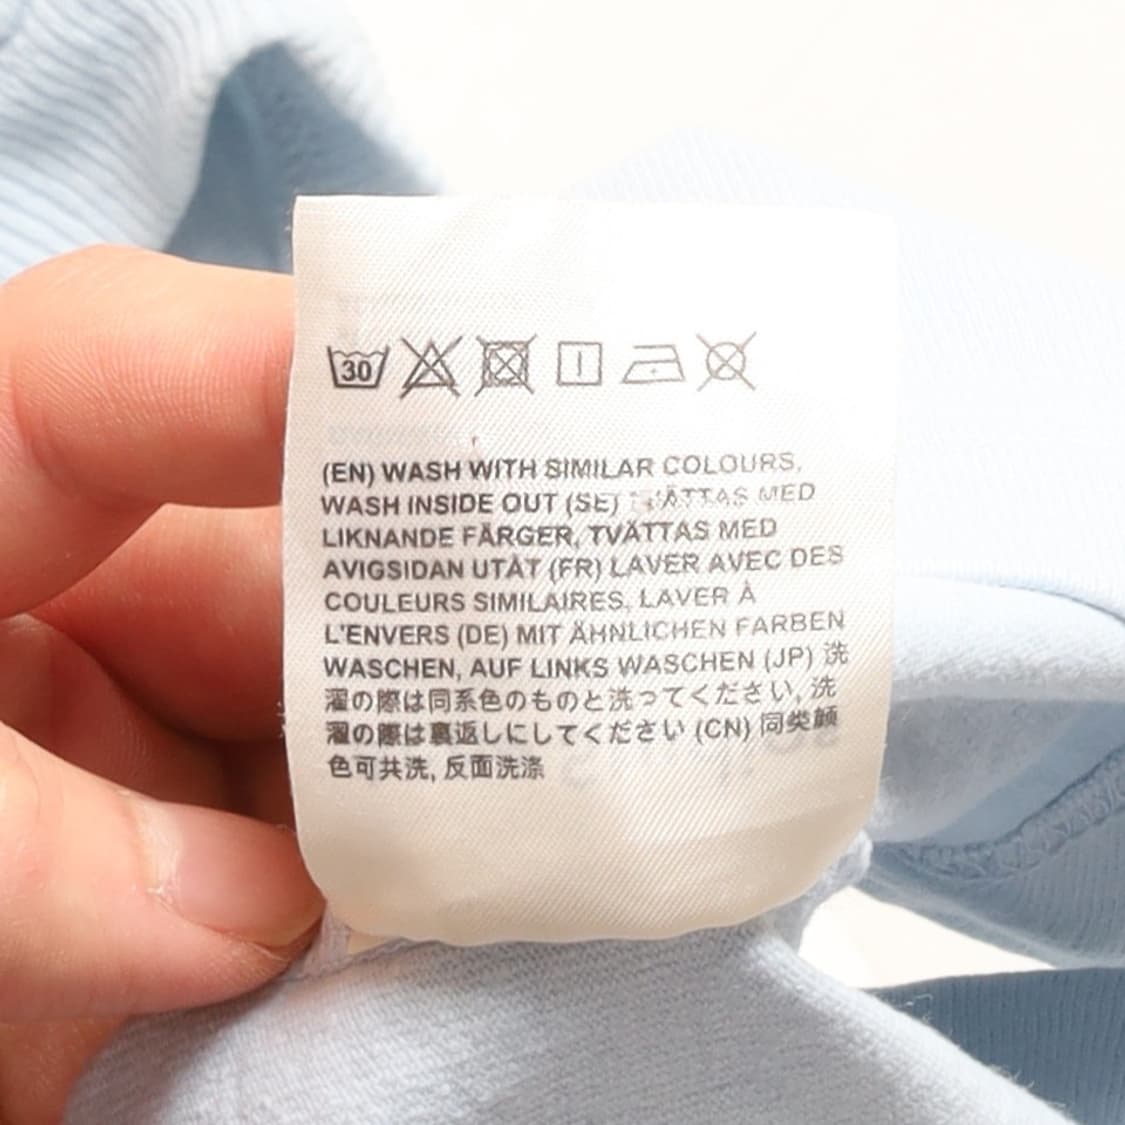 30
(EN) WASH WITH SIMILAR COLOURS,
WASH INSIDE OUT (SE) TVÄTTAS MED
LIKNANDE FÄRGER, TVÄTTAS MED
AVIGSIDAN UTÅT (FR) LAVER AVEC DES
COULEURS SIMILAIRES, LAVER À
L'ENVERS (DE) MIT ÄHNLICHEN FARBEN
WASCHEN, AUF LINKS WASCHEN (JP) 洗
濯の際は同系色のものと洗ってください, 洗
濯の際は裏返しにしてください (CN) 同类颜
色可共洗, 反面洗涤